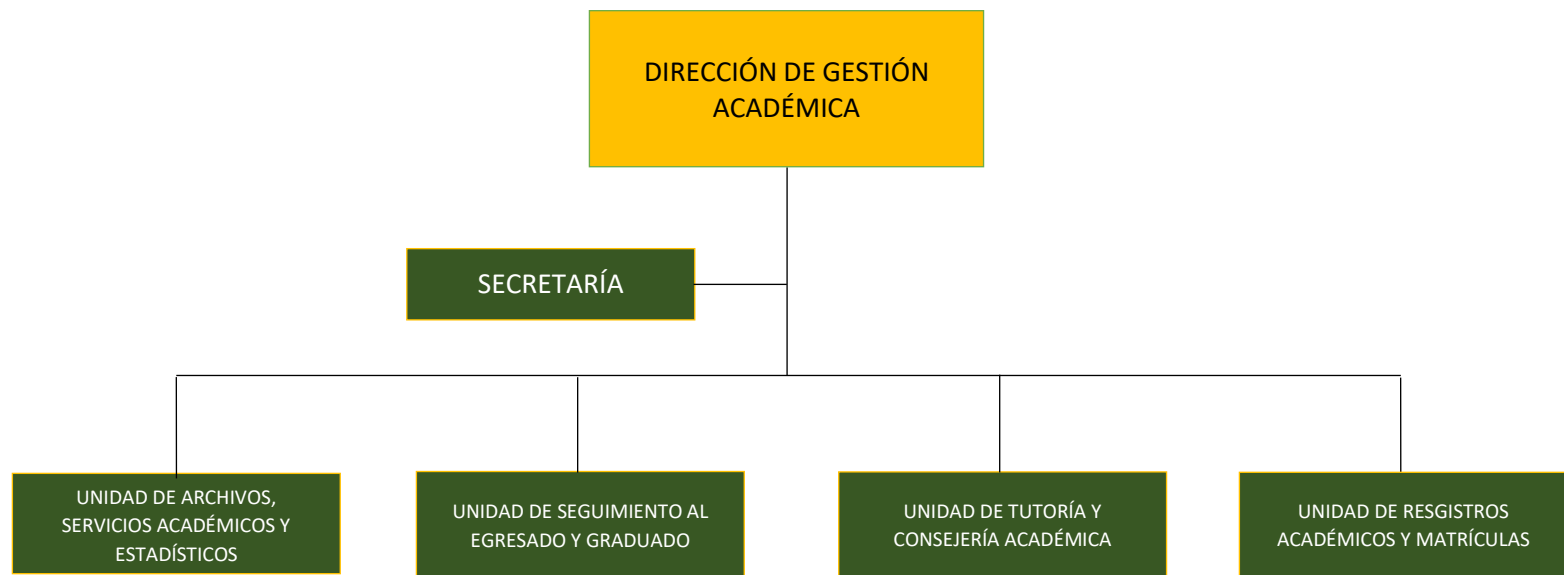 DIRECCIÓN DE GESTIÓN
ACADÉMICA
SECRETARÍA
UNIDAD DE ARCHIVOS,
SERVICIOS ACADÉMICOS Y
ESTADÍSTICOS
UNIDAD DE SEGUIMIENTO AL
EGRESADO Y GRADUADO
UNIDAD DE TUTORÍA Y
CONSEJERÍA ACADÉMICA
UNIDAD DE RESGISTROS
ACADÉMICOS Y MATRÍCULAS